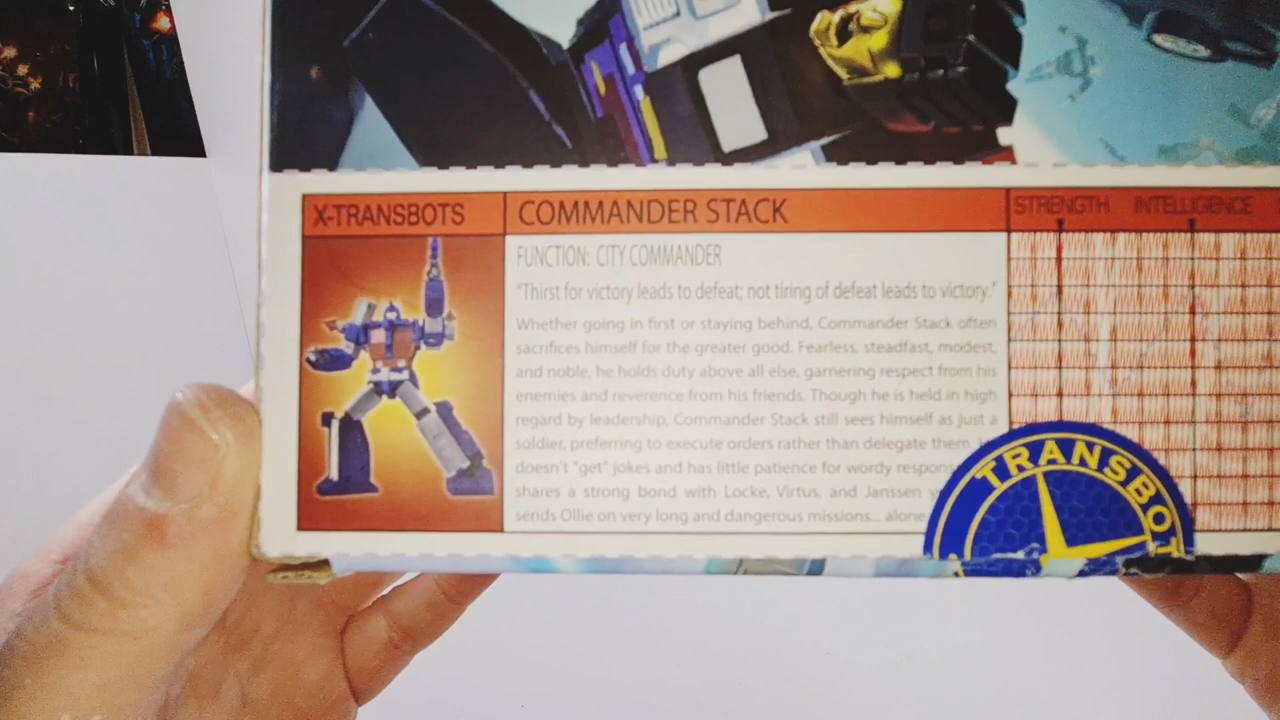 X-TRANSBOTS
COMMANDER STACK
STRENGTH INTELLIGENCE
FUNCTION: CITY COMMANDER
"Thirst for victory leads to defeat; not tiring of defeat leads to victory."
Whether going in first or staying behind, Commander Stack often
sacrifices himself for the greater good. Fearless, steadfast, modest,
and noble, he holds duty above all else, garnering respect from his
enemies and reverence from his friends. Though he is held in high
regard by leadership, Commander Stack still sees himself as just a
soldier, preferring to execute orders rather than delegate them.
doesn't "get" jokes and has little patience for wordy respon
shares a strong bond with Locke, Virtus, and Janssen y
sends Ollie on very long and dangerous missions... alone
TRANSBOT